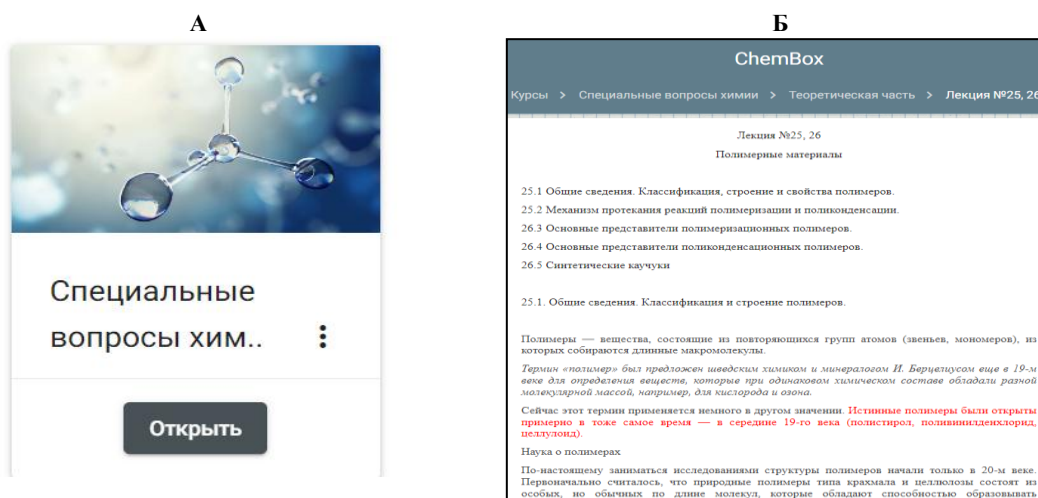 А
Специальные
вопросы хим..
Открыть
Б
ChemBox
Курсы > Специальные вопросы химии > Теоретическая часть > Лекция №25, 26
Лекция №25, 26
Полимерные материалы
25.1 Общие сведения. Классификация, строение и свойства полимеров.
25.2 Механизм протекания реакций полимеризации и поликонденсации.
26.3 Основные представители полимеризационных полимеров.
26.4 Основные представители поликонденсационных полимеров.
26.5 Синтетические каучуки
25.1. Общие сведения. Классификация и строение полимеров.
Полимеры — вещества, состоящие из повторяющихся групп атомов (звеньев, мономеров), из
которых собираются длинные макромолекулы.
Термин «полимер» был предложен шведским химиком и минералогом И. Берцелиусом еще в 19-м
веке для определения веществ, которые при одинаковом химическом составе обладали разной
молекулярной массой, например, для кислорода и озона.
Сейчас этот термин применяется немного в другом значении. Истинные полимеры были открыты
примерно в тоже самое время — в середине 19-го века (полистирол, поливинилденхлорид,
целлулоид).
Наука о полимерах
По-настоящему заниматься исследованиями структуры полимеров начали только в 20-м веке.
Первоначально считалось, что природные полимеры типа крахмала и целлюлозы состоят из
особых, но обычных по длине молекул, которые обладают способностью образовывать